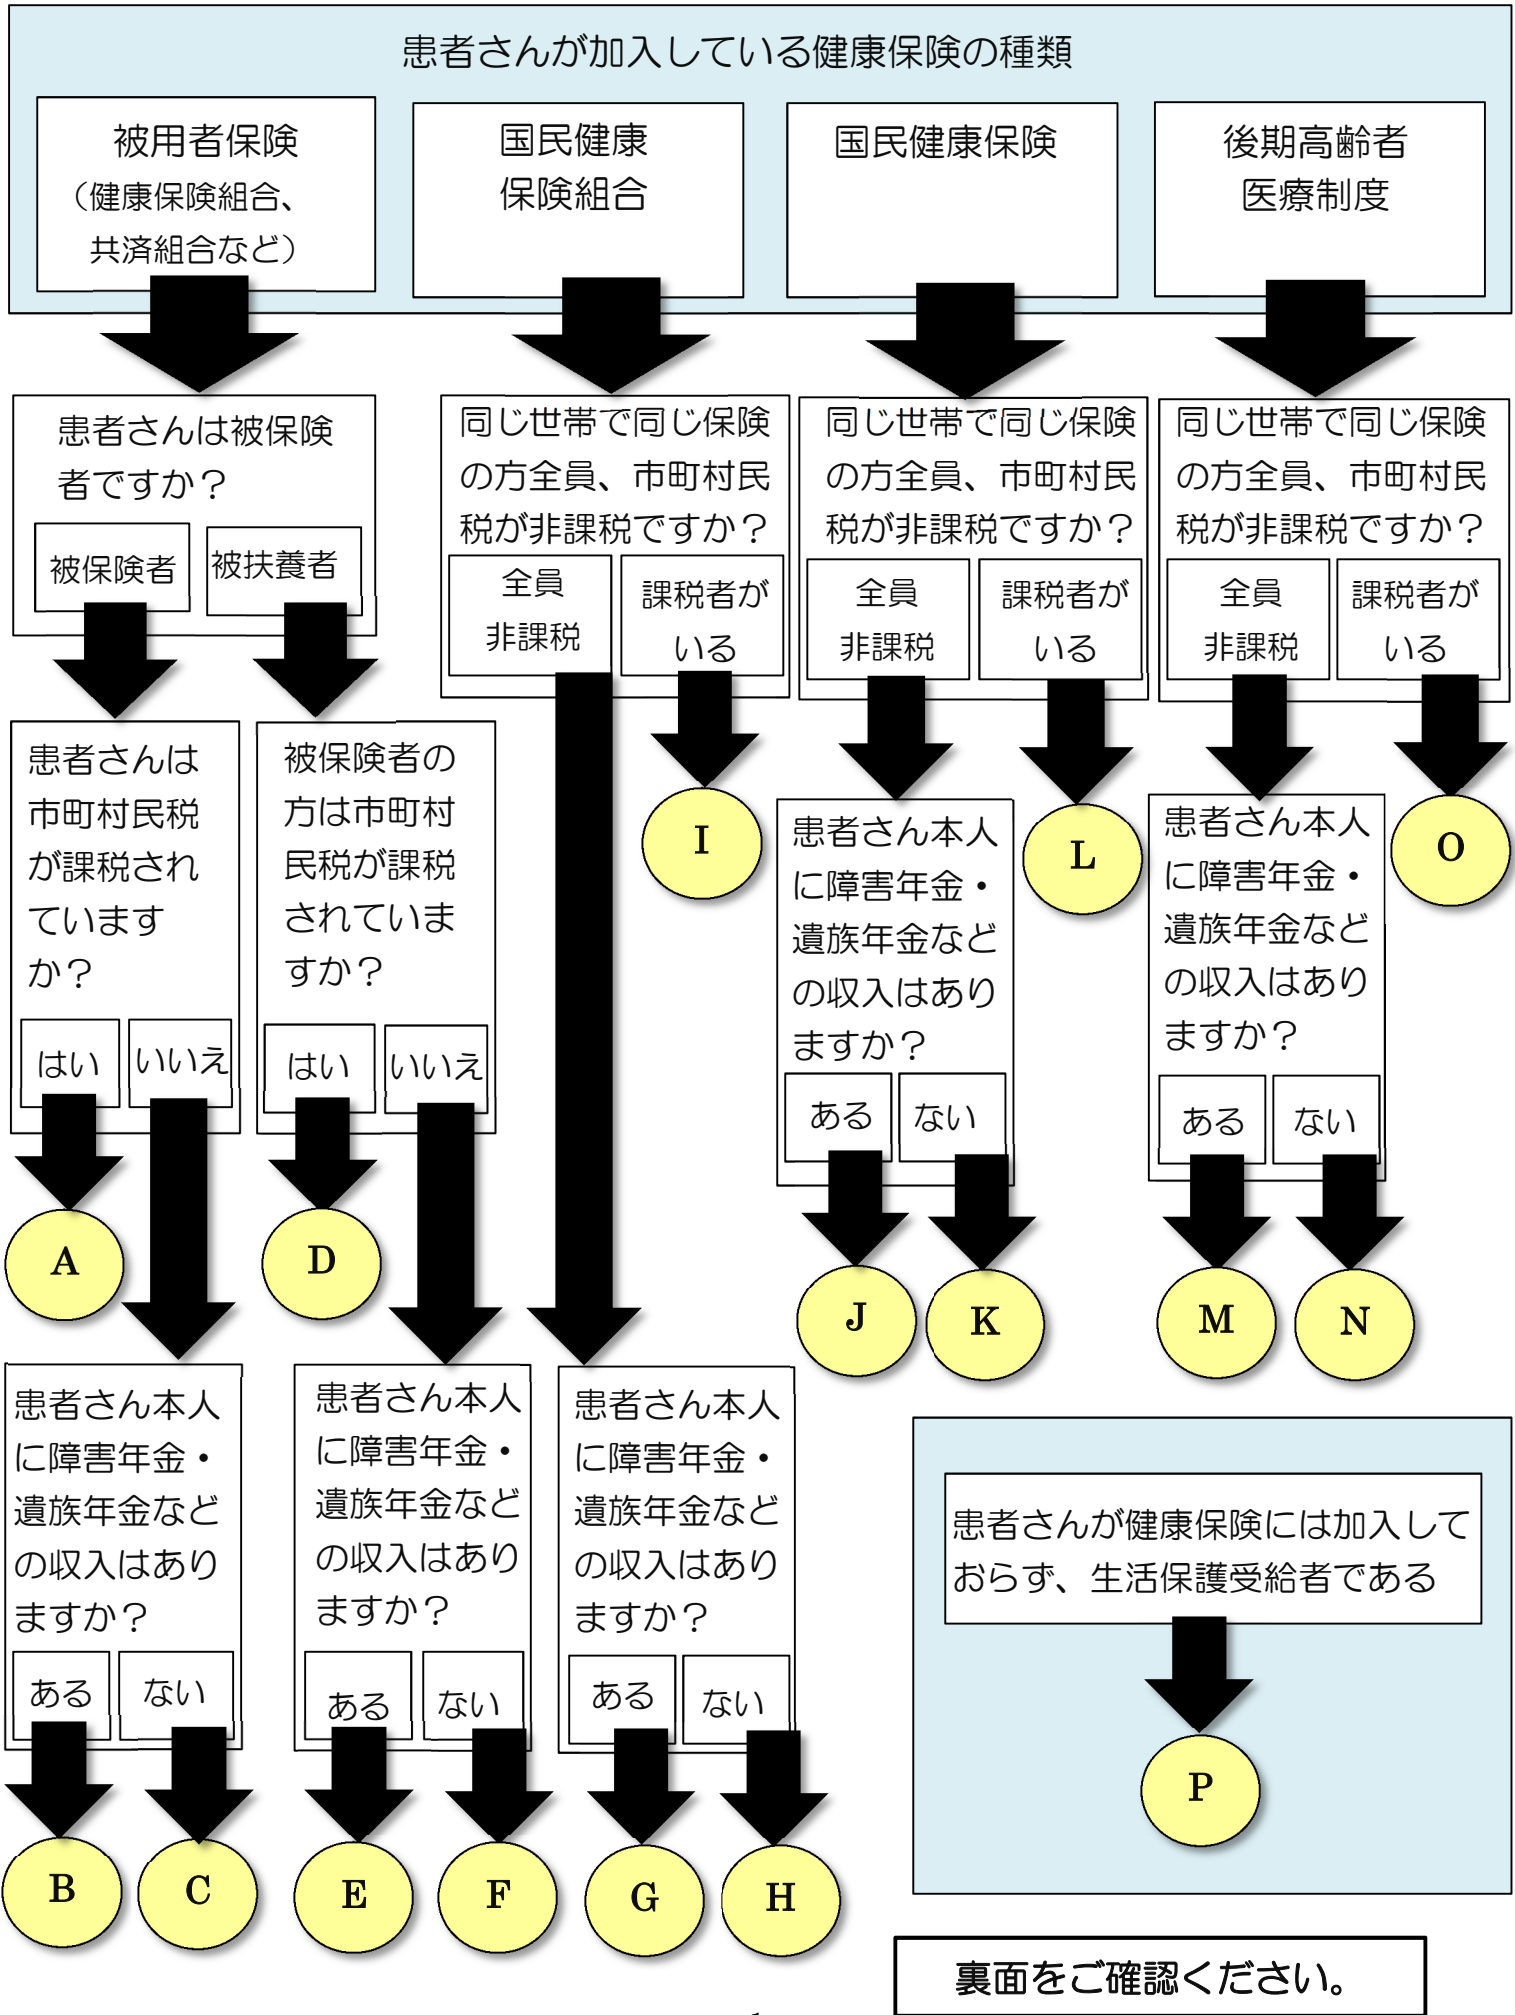 患者さんが加入している健康保険の種類
被用者保険
（健康保険組合、
共済組合など）
国民健康
保険組合
国民健康保険
後期高齢者
医療制度
患者さんは被保険
者ですか？
被保険者
被扶養者
同じ世帯で同じ保険
の方全員、市町村民
税が非課税ですか？
全員
非課税
課税者が
いる
同じ世帯で同じ保険
の方全員、市町村民
税が非課税ですか？
全員
非課税
課税者が
いる
同じ世帯で同じ保険
の方全員、市町村民
税が非課税ですか？
全員
非課税
課税者が
いる
患者さんは
市町村民税
が課税され
ています
か？
はい
いいえ
被保険者の
方は市町村
民税が課税
されていま
すか？
はい
いいえ
I
患者さん本人
に障害年金・
遺族年金など
の収入はあり
ますか？
ある
ない
L
患者さん本人
に障害年金・
遺族年金など
の収入はあり
ますか？
ある
ない
O
A
D
J
K
M
N
患者さん本人
に障害年金・
遺族年金など
の収入はあり
ますか？
ある
ない
患者さん本人
に障害年金・
遺族年金など
の収入はあり
ますか？
ある
ない
患者さん本人
に障害年金・
遺族年金など
の収入はあり
ますか？
ある
ない
患者さんが健康保険には加入して
おらず、生活保護受給者である
P
B
C
E
F
G
H
裏面をご確認ください。